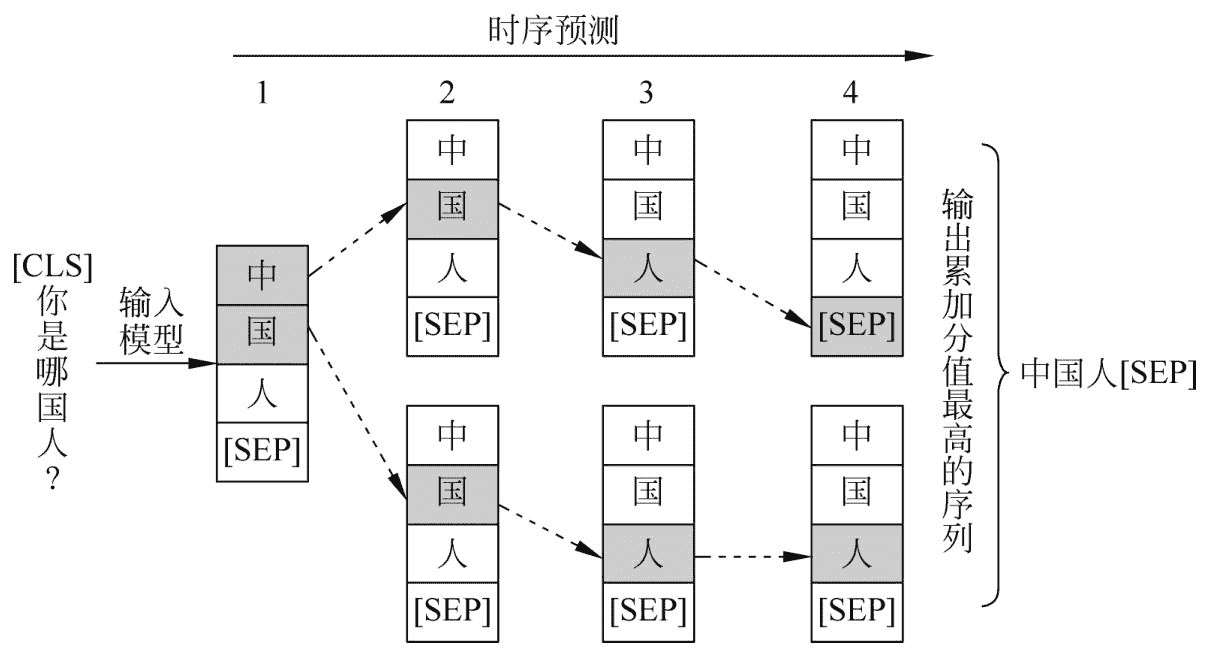 时序预测
1 2 3 4
[CLS]
你是哪国人?
输入
模型
中
国
人
[SEP]
中
国
人
[SEP]
中
国
人
[SEP]
中
国
人
[SEP]
中
国
人
[SEP]
中
国
人
[SEP]
中
国
人
[SEP]
输出累加分值最高的序列
中国人[SEP]